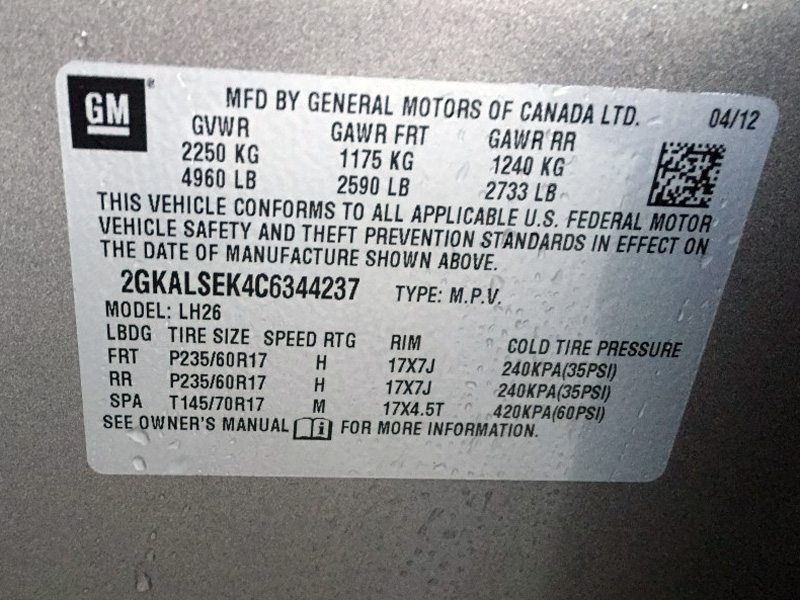 GM
MFD BY GENERAL MOTORS OF CANADA LTD. 04/12
GVWR GAWR FRT GAWR RR
2250 KG 1175 KG 1240 KG
4960 LB 2590 LB 2733 LB
THIS VEHICLE CONFORMS TO ALL APPLICABLE U.S. FEDERAL MOTOR
VEHICLE SAFETY AND THEFT PREVENTION STANDARDS IN EFFECT ON
THE DATE OF MANUFACTURE SHOWN ABOVE.
2GKALSEK4C6344237 TYPE: M.P.V.
MODEL: LH26
LBDG TIRE SIZE SPEED RTG RIM COLD TIRE PRESSURE
FRT P235/60R17 H 17X7J 240KPA(35PSI)
RR P235/60R17 H 17X7J 240KPA(35PSI)
SPA T145/70R17 M 17X4.5T 420KPA(60PSI)
SEE OWNER'S MANUAL i FOR MORE INFORMATION.